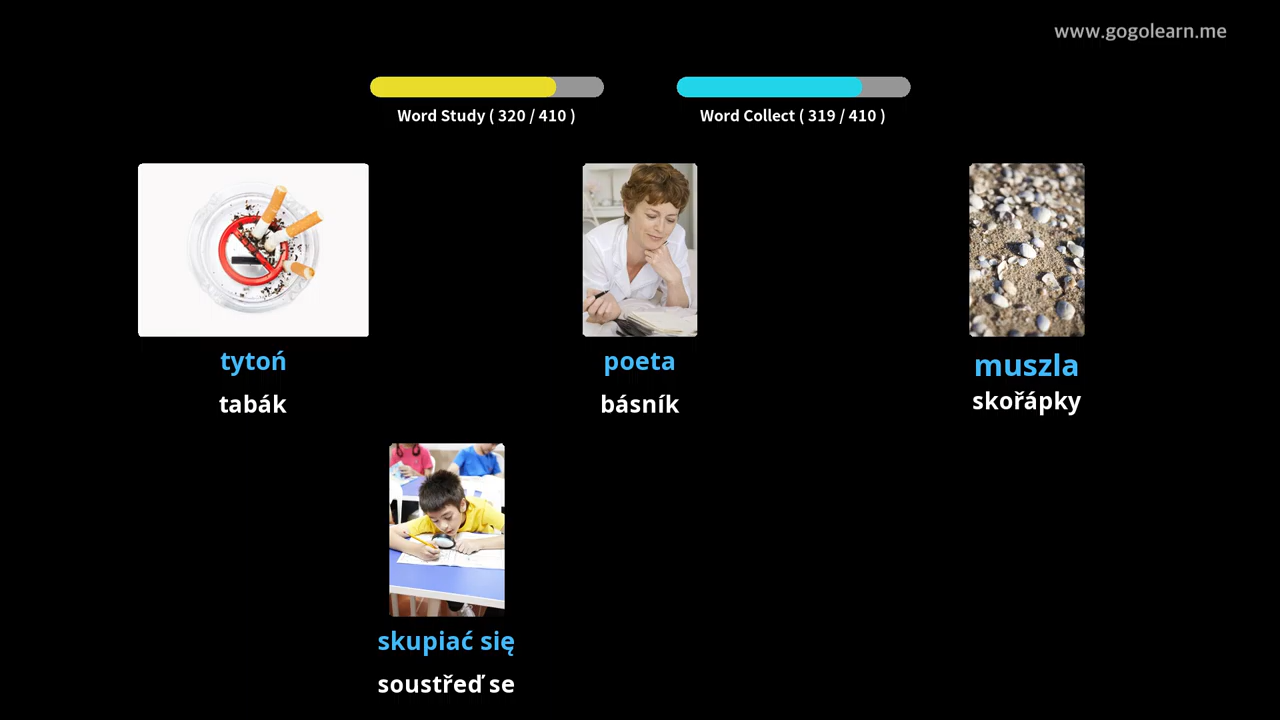 www.gogolearn.me
Word Study ( 320 / 410 )
Word Collect ( 319 / 410 )
tytoń
tabák
poeta
básník
muszla
skořápky
skupiać się
soustřeď se